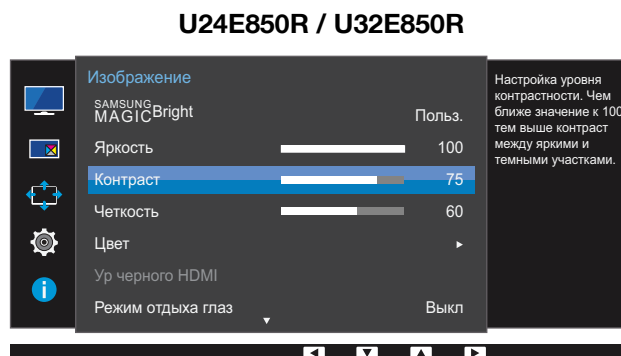 U24E850R / U32E850R
Изображение
SAMSUNG
MAGICBright Польз.
Яркость 100
Контраст 75
Четкость 60
Цвет
Ур черного HDMI
Режим отдыха глаз Выкл
Настройка уровня
контрастности. Чем
ближе значение к 100
тем выше контраст
между яркими и
темными участками.